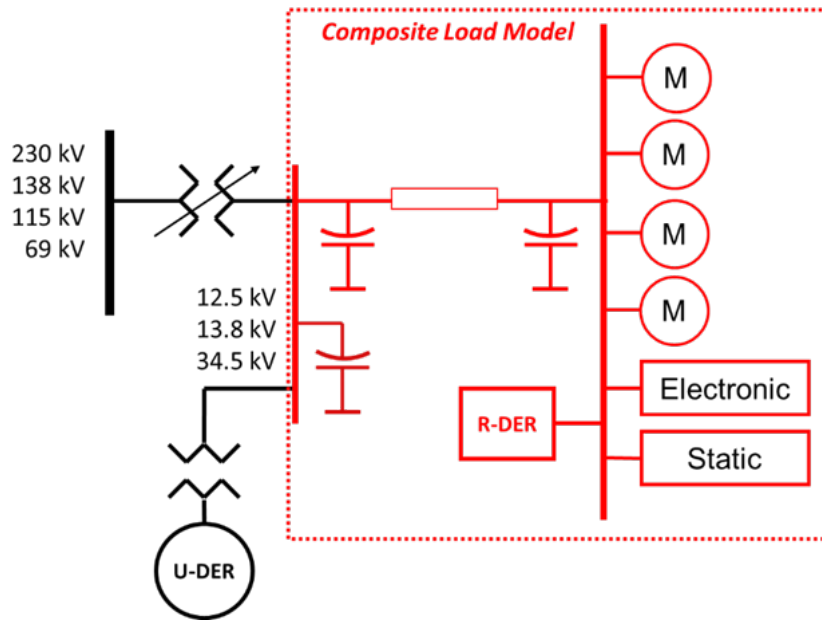 Composite Load Model
M
M
M
M
230 kV
138 kV
115 kV
69 kV
12.5 kV
13.8 kV
34.5 kV
Electronic
R-DER
Static
U-DER